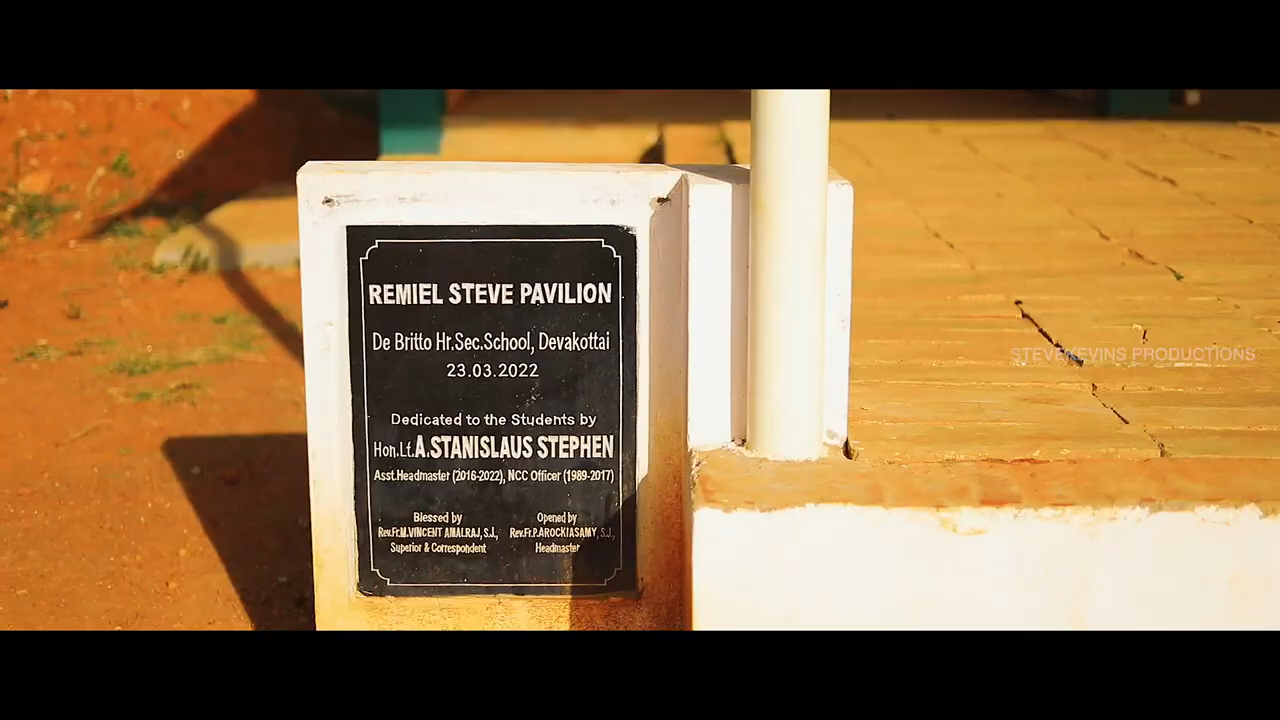 REMIEL STEVE PAVILION
De Britto Hr.Sec.School, Devakottai
23.03.2022
Dedicated to the Students by
Hon.Lt.A.STANISLAUS STEPHEN
Asst.Headmaster (2016-2022), NCC Officer (1989-2017)
Blessed by
Rev.Fr.M.VINCENT AMALRAJ, S.J.,
Superior & Correspondent
Opened by
Rev.Fr.P.AROCKIASAMY, S.J.,
Headmaster
STEVEKEVINS PRODUCTIONS